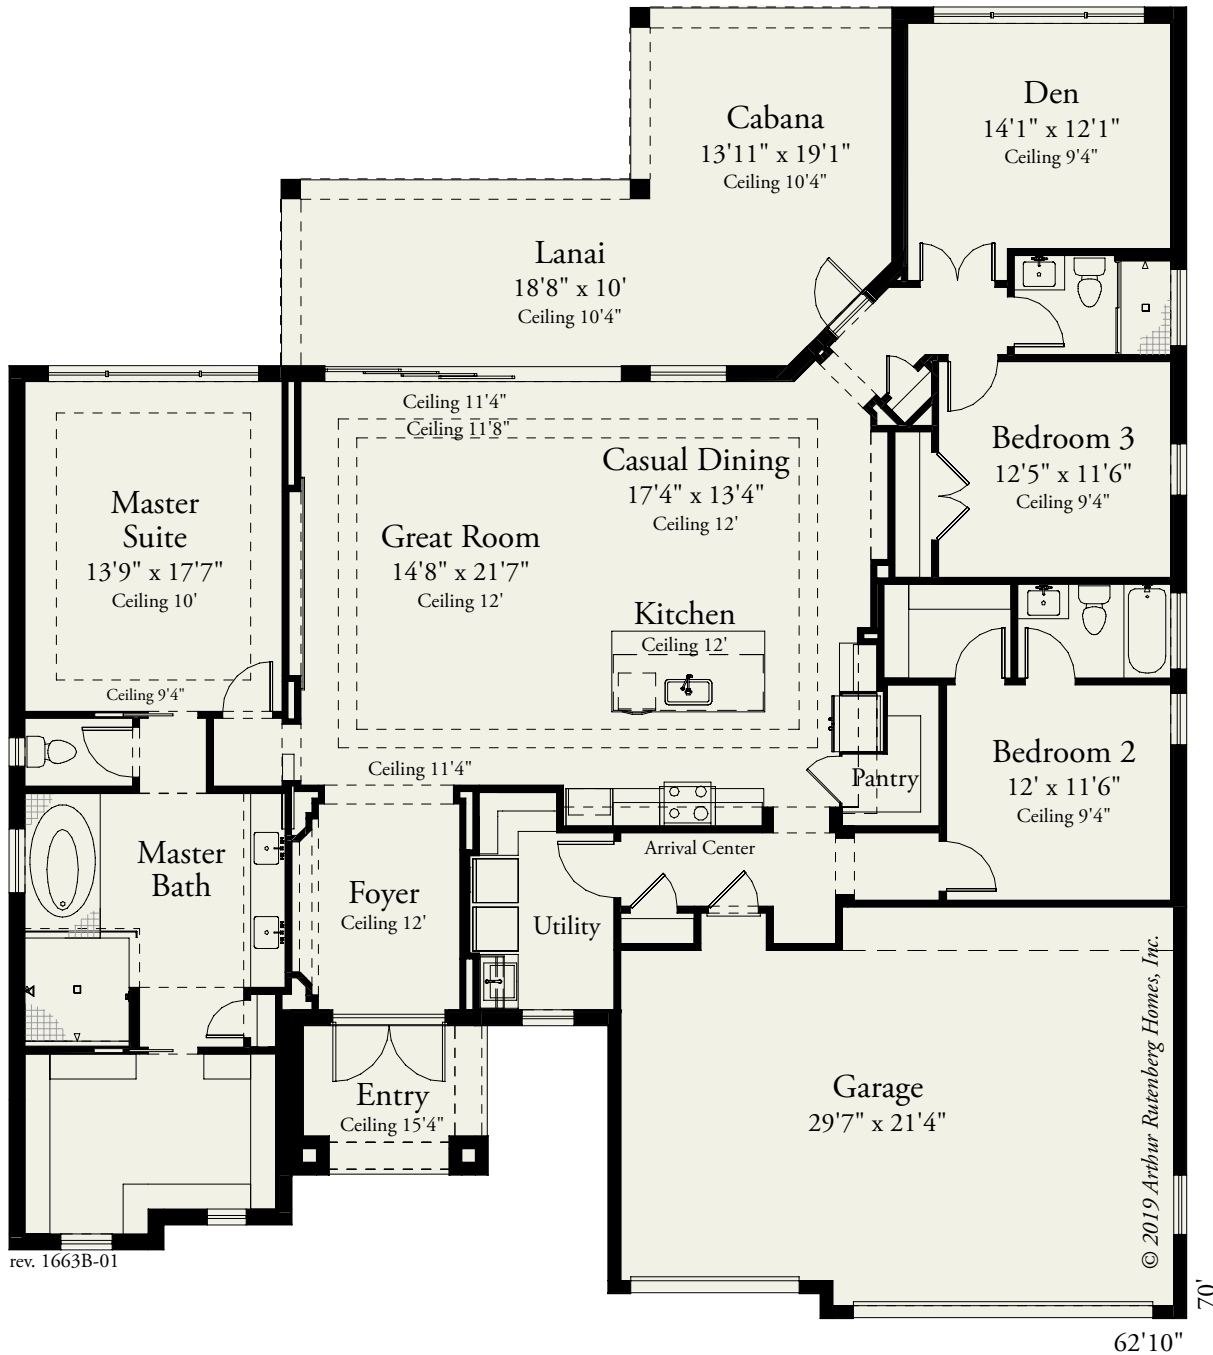 Den
14'1" x 12'1"
Ceiling 9'4"
Cabana
13'11" x 19'1"
Ceiling 10'4"
Lanai
18'8" x 10'
Ceiling 10'4"
Ceiling 11'4"
Ceiling 11'8"
Casual Dining
17'4" x 13'4"
Ceiling 12'
Bedroom 3
12'5" x 11'6"
Ceiling 9'4"
Master
Suite
13'9" x 17'7"
Ceiling 10'
Ceiling 9'4"
Great Room
14'8" x 21'7"
Ceiling 12'
Kitchen
Ceiling 12'
Ceiling 11'4"
Pantry
Bedroom 2
12' x 11'6"
Ceiling 9'4"
Master
Bath
Foyer
Ceiling 12'
Arrival Center
Utility
Entry
Ceiling 15'4"
Garage
29'7" x 21'4"
© 2019 Arthur Rutenberg Homes, Inc.
rev. 1663B-01
70'
62'10"